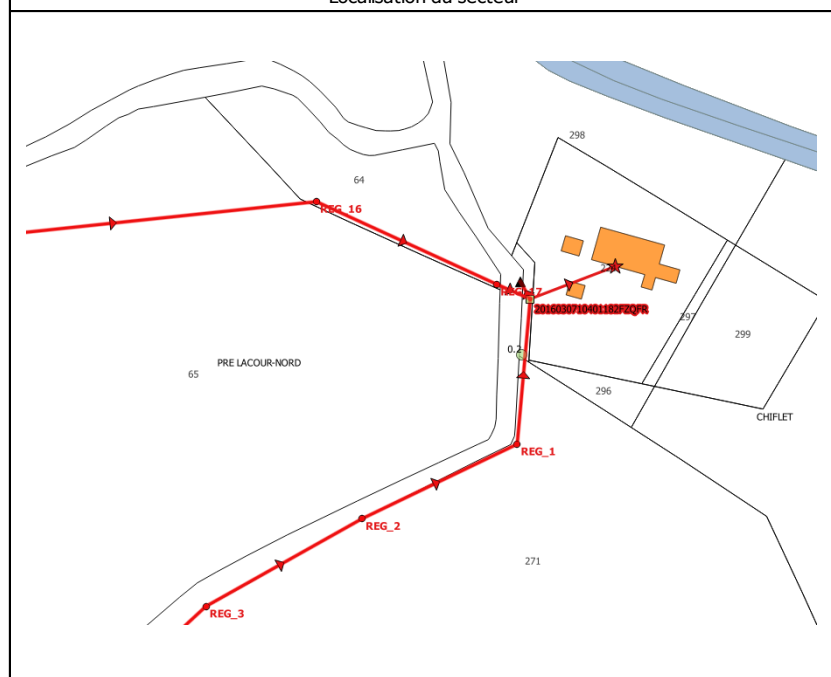 Localisation du secteur
298
64
REG_16
REG_17
2016030710401182FZQFR
297
299
0.2
PRE LACOUR-NORD
65
296
CHIFLET
REG_1
REG_2
271
REG_3